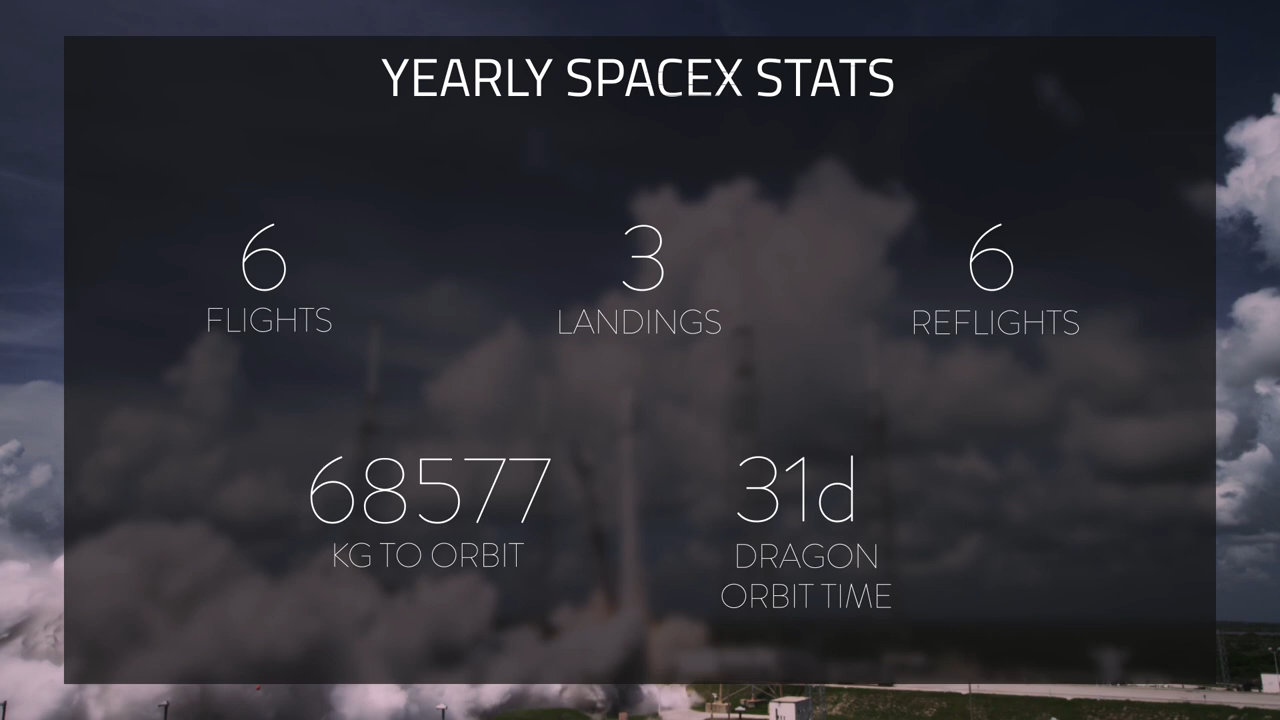 YEARLY SPACEX STATS
6
FLIGHTS
3
LANDINGS
6
REFLIGHTS
68577
KG TO ORBIT
31d
DRAGON
ORBIT TIME